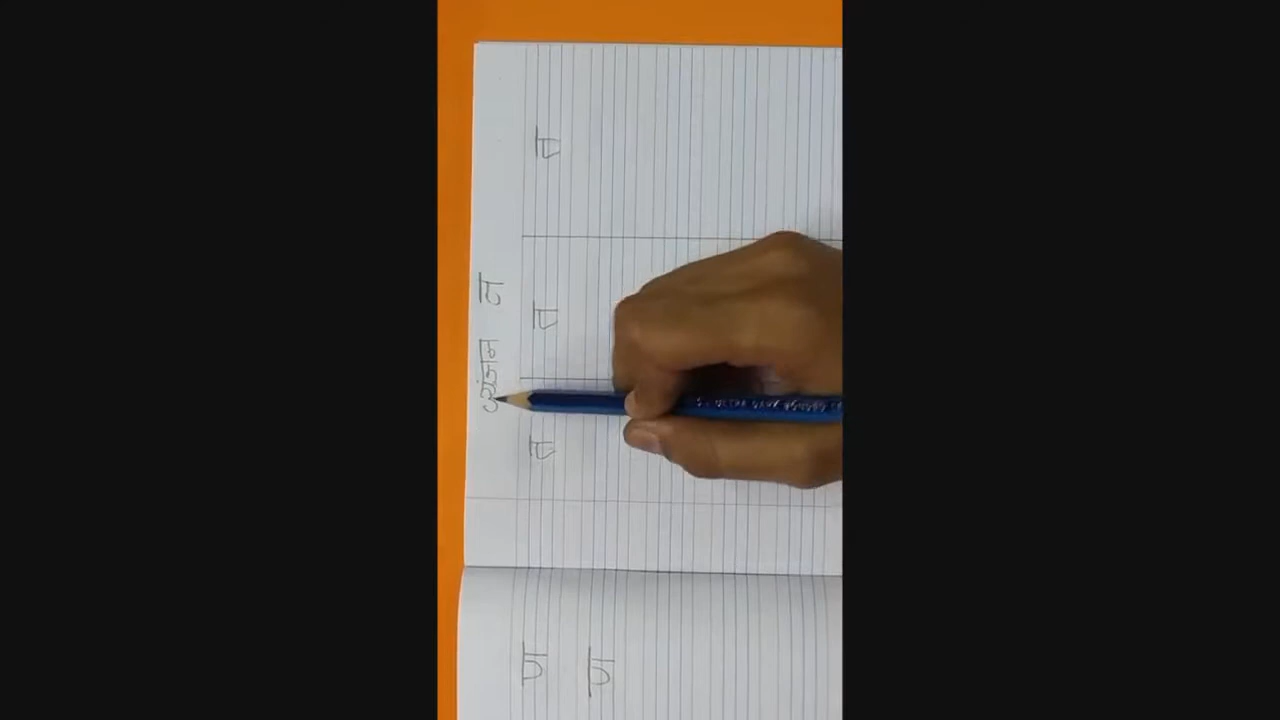 व्यंजन त
त त त
ण
ण